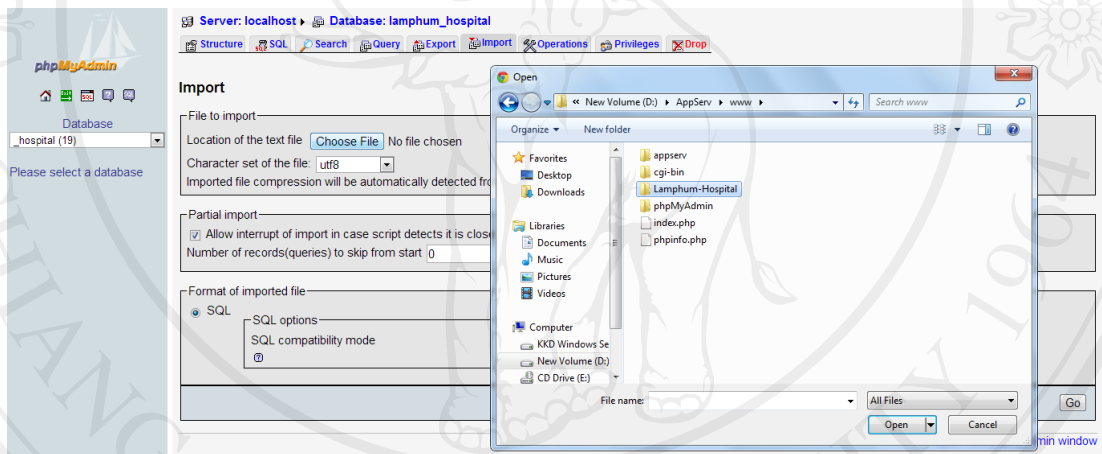 Server: localhost ▸ Database: lamphum_hospital
Structure SQL Search Query Export Import Operations Privileges Drop
phpMyAdmin
Database
_hospital (19)
Please select a database
Import
File to import
Location of the text file Choose File No file chosen
Character set of the file: utf8
Imported file compression will be automatically detected
Partial import
Allow interrupt of import in case script detects it is close
Number of records(queries) to skip from start 0
Format of imported file
SQL
SQL options
SQL compatibility mode
Go
min window
Open
« New Volume (D:) ▸ AppServ ▸ www ▸
Search www
Organize New folder
Favorites
Desktop
Downloads
Libraries
Documents
Music
Pictures
Videos
Computer
KKD Windows Se
New Volume (D:)
CD Drive (E:)
appserv
cgi-bin
Lamphum-Hospital
phpMyAdmin
index.php
phpinfo.php
File name:
All Files
Open Cancel
1964